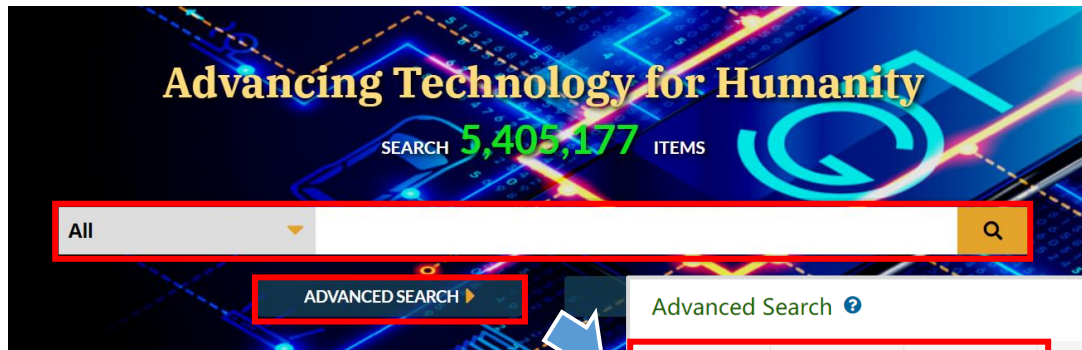 Advancing Technology for Humanity
SEARCH 5,405,177 ITEMS
All
ADVANCED SEARCH
Advanced Search